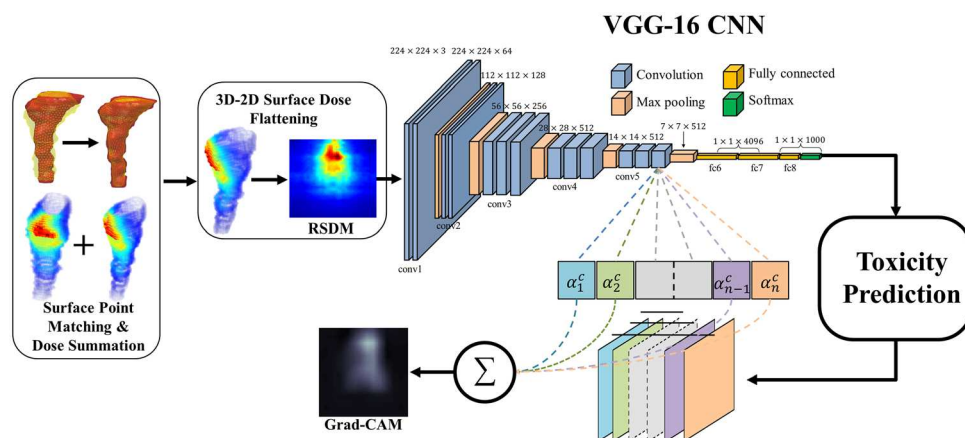 VGG-16 CNN
224 × 224 × 3
224 × 224 × 64
112 × 112 × 128
56 × 56 × 256
28 × 28 × 512
14 × 14 × 512
7 × 7 × 512
1 × 1 × 4096
1 × 1 × 1000
Convolution
Max pooling
Fully connected
Softmax
conv1
conv2
conv3
conv4
conv5
fc6
fc7
fc8
3D-2D Surface Dose
Flattening
RSDM
+
Surface Point
Matching &
Dose Summation
α₁ᶜ
α₂ᶜ
αₙ₋₁ᶜ
αₙᶜ
Toxicity
Prediction
Σ
Grad-CAM